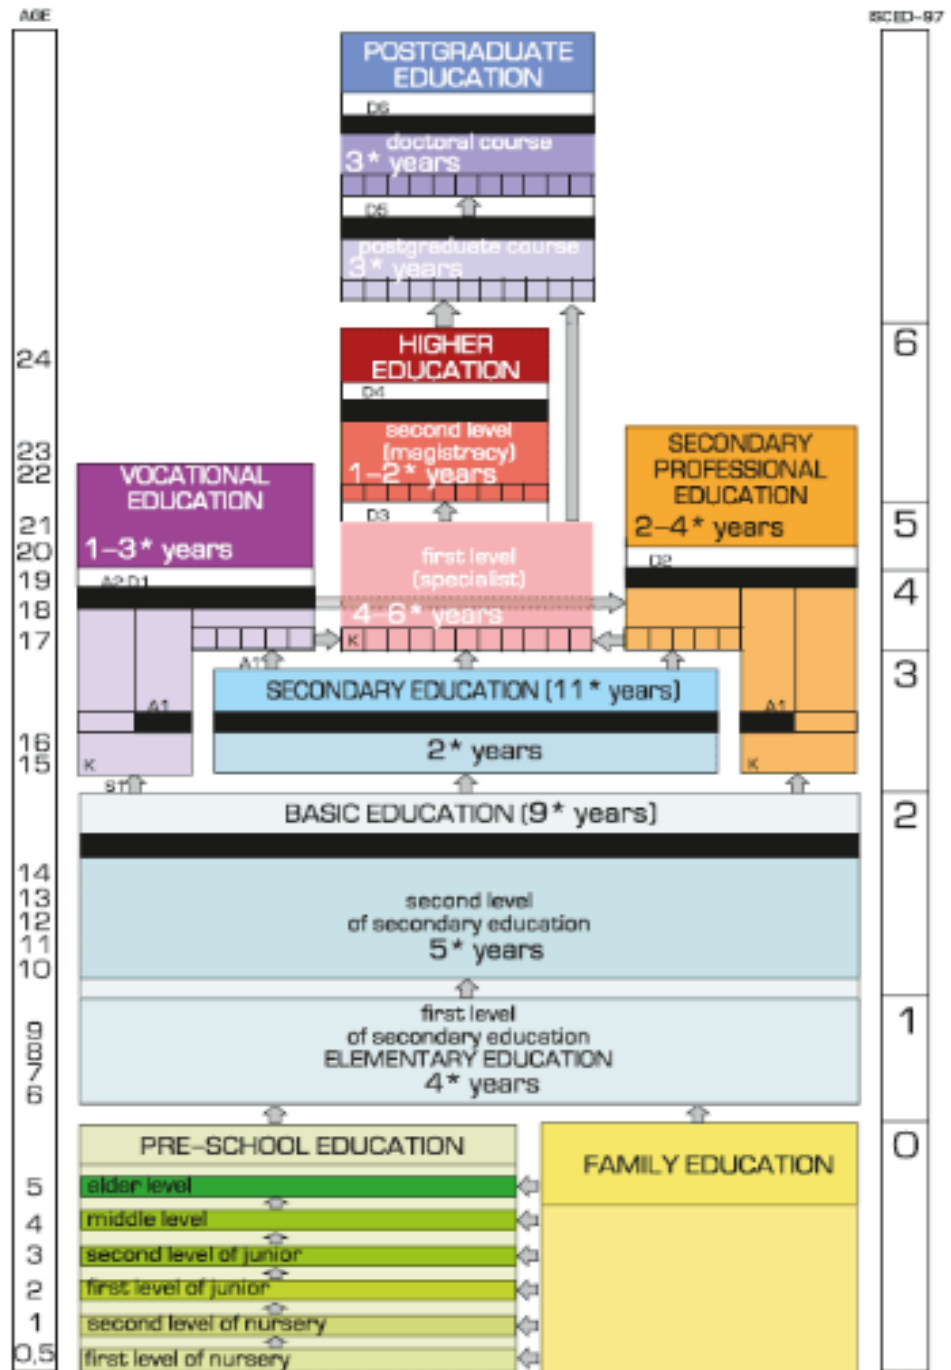 AGE
ISCED-97
POSTGRADUATE
EDUCATION
D6
doctoral course
3* years
D5
postgraduate course
3* years
6
24
HIGHER
EDUCATION
D4
second level
(magistracy)
1-2* years
D3
23
22
VOCATIONAL
EDUCATION
1-3* years
A2 D1
SECONDARY
PROFESSIONAL
EDUCATION
2-4* years
D2
21
20
5
first level
(specialist)
4-6* years
K
19
18
17
4
A1
SECONDARY EDUCATION (11* years)
2* years
3
A1
K
S1
A1
K
16
15
BASIC EDUCATION (9* years)
2
14
13
12
11
10
second level
of secondary education
5* years
1
9
8
7
6
first level
of secondary education
ELEMENTARY EDUCATION
4* years
PRE-SCHOOL EDUCATION
FAMILY EDUCATION
0
5
elder level
4
middle level
3
second level of junior
2
first level of junior
1
second level of nursery
0,5
first level of nursery